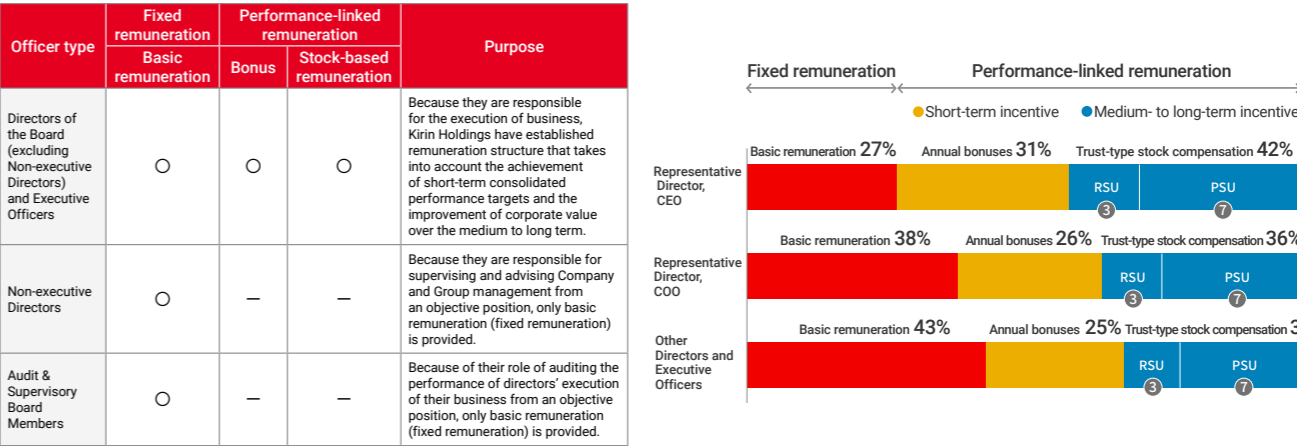 Officer type
Fixed
remuneration
Performance-linked
remuneration
Purpose
Basic
remuneration
Bonus
Stock-based
remuneration
Directors of
the Board
(excluding
Non-executive
Directors)
and Executive
Officers
○ ○ ○
Because they are responsible
for the execution of business,
Kirin Holdings have established
remuneration structure that takes
into account the achievement
of short-term consolidated
performance targets and the
improvement of corporate value
over the medium to long term.
Non-executive
Directors
○ — —
Because they are responsible for
supervising and advising Company
and Group management from
an objective position, only basic
remuneration (fixed remuneration)
is provided.
Audit &
Supervisory
Board
Members
○ — —
Because of their role of auditing the
performance of directors' execution
of their business from an objective
position, only basic remuneration
(fixed remuneration) is provided.
Fixed remuneration
Performance-linked remuneration
Short-term incentive
Medium- to long-term incentive
Basic remuneration 27% Annual bonuses 31% Trust-type stock compensation 42%
Representative
Director,
CEO
RSU PSU
3 7
Basic remuneration 38% Annual bonuses 26% Trust-type stock compensation 36%
Representative
Director,
COO
RSU PSU
3 7
Basic remuneration 43% Annual bonuses 25% Trust-type stock compensation
Other
Directors and
Executive
Officers
RSU PSU
3 7